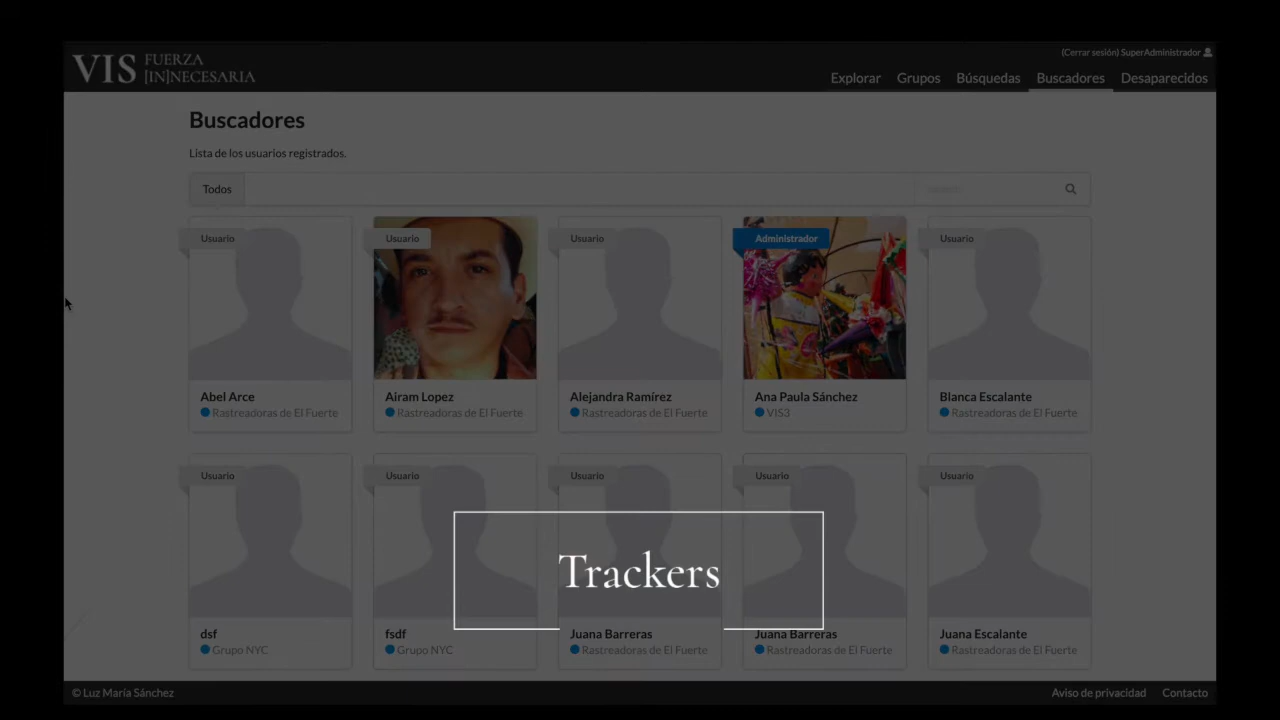 VIS FUERZA
[IN]NECESARIA
(Cerrar sesión) SuperAdministrador
Explorar Grupos Búsquedas Buscadores Desaparecidos
Buscadores
Lista de los usuarios registrados.
Todos
Usuario Usuario Usuario Administrador Usuario
Abel Arce Airam Lopez Alejandra Ramírez Ana Paula Sánchez Blanca Escalante
Rastreadoras de El Fuerte Rastreadoras de El Fuerte Rastreadoras de El Fuerte VIS3 Rastreadoras de El Fuerte
Usuario Usuario Usuario Usuario Usuario
Trackers
dsf fsdf Juana Barreras Juana Barreras Juana Escalante
Grupo NYC Grupo NYC Rastreadoras de El Fuerte Rastreadoras de El Fuerte Rastreadoras de El Fuerte
© Luz María Sánchez Aviso de privacidad Contacto